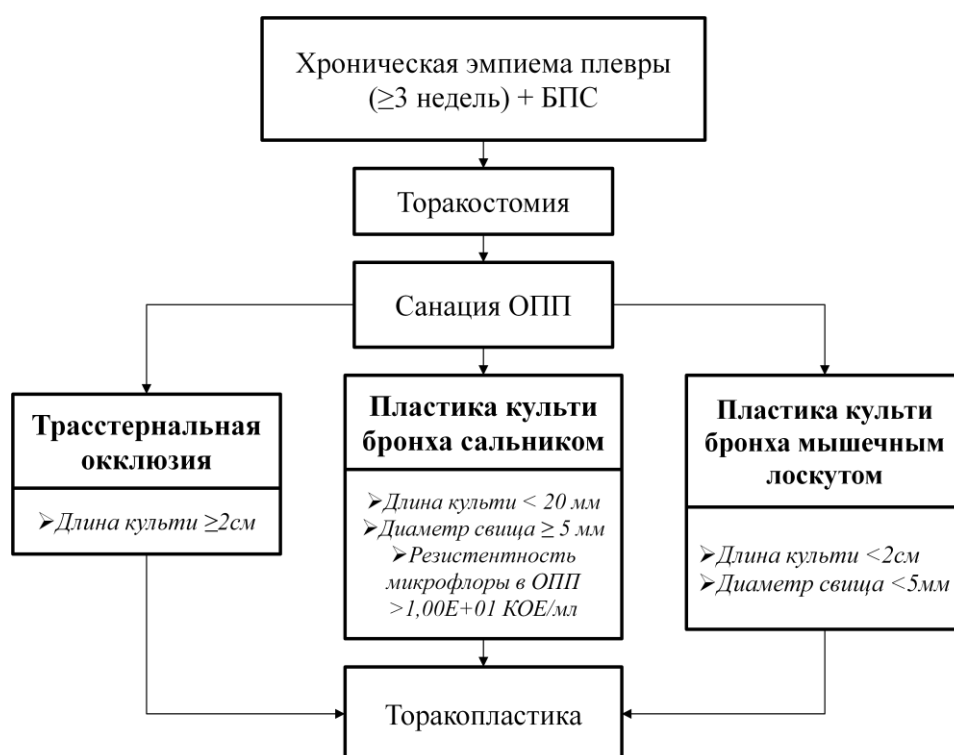 Хроническая эмпиема плевры
(≥3 недель) + БПС
Торакостомия
Санация ОПП
Трасстернальная
окклюзия
➢Длина культи ≥2см
Пластика культи
бронха сальником
➢Длина культи < 20 мм
➢Диаметр свища ≥ 5 мм
➢Резистентность
микрофлоры в ОПП
>1,00E+01 КОЕ/мл
Пластика культи
бронха мышечным
лоскутом
➢Длина культи <2см
➢Диаметр свища <5мм
Торакопластика